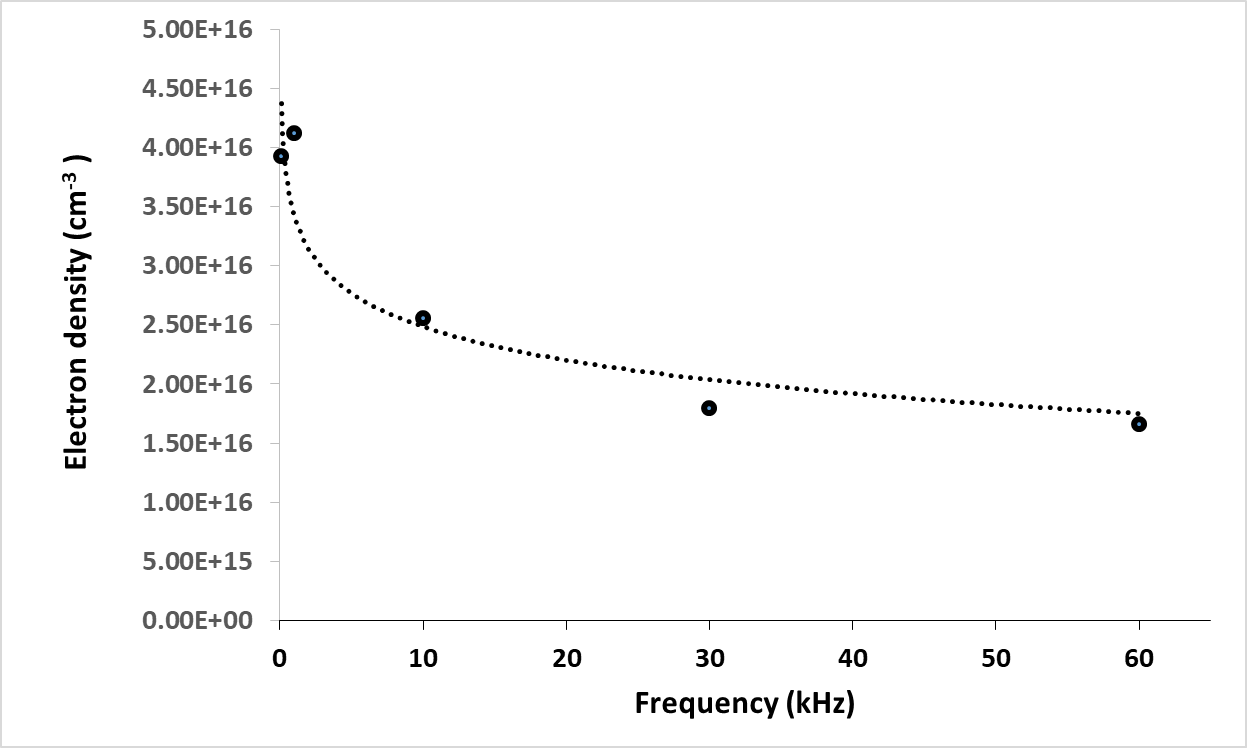 5.00E+16
4.50E+16
4.00E+16
3.50E+16
3.00E+16
2.50E+16
2.00E+16
1.50E+16
1.00E+16
5.00E+15
0.00E+00
Electron density (cm-3 )
0 10 20 30 40 50 60
Frequency (kHz)